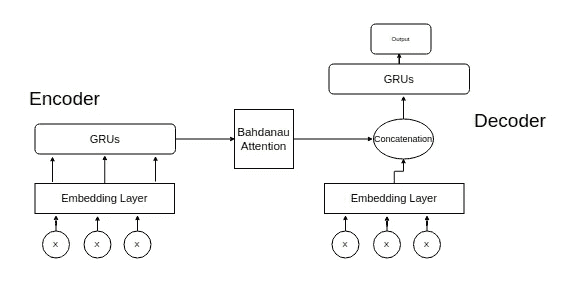 Output
GRUs
Encoder
Decoder
GRUs
Bahdanau
Attention
Concatenation
Embedding Layer
Embedding Layer
X
X
X
X
X
X